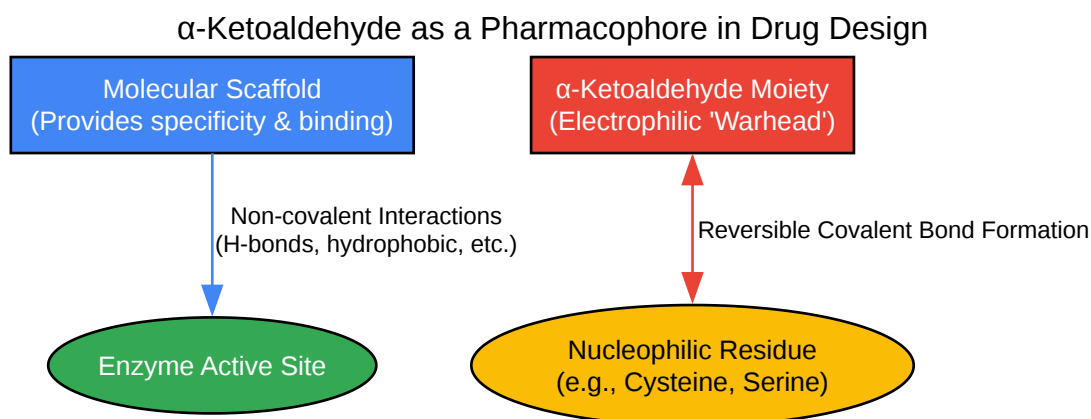 α-Ketoaldehyde as a Pharmacophore in Drug Design
Molecular Scaffold
(Provides specificity & binding)
α-Ketoaldehyde Moiety
(Electrophilic 'Warhead')
Non-covalent Interactions
(H-bonds, hydrophobic, etc.)
Reversible Covalent Bond Formation
Enzyme Active Site
Nucleophilic Residue
(e.g., Cysteine, Serine)